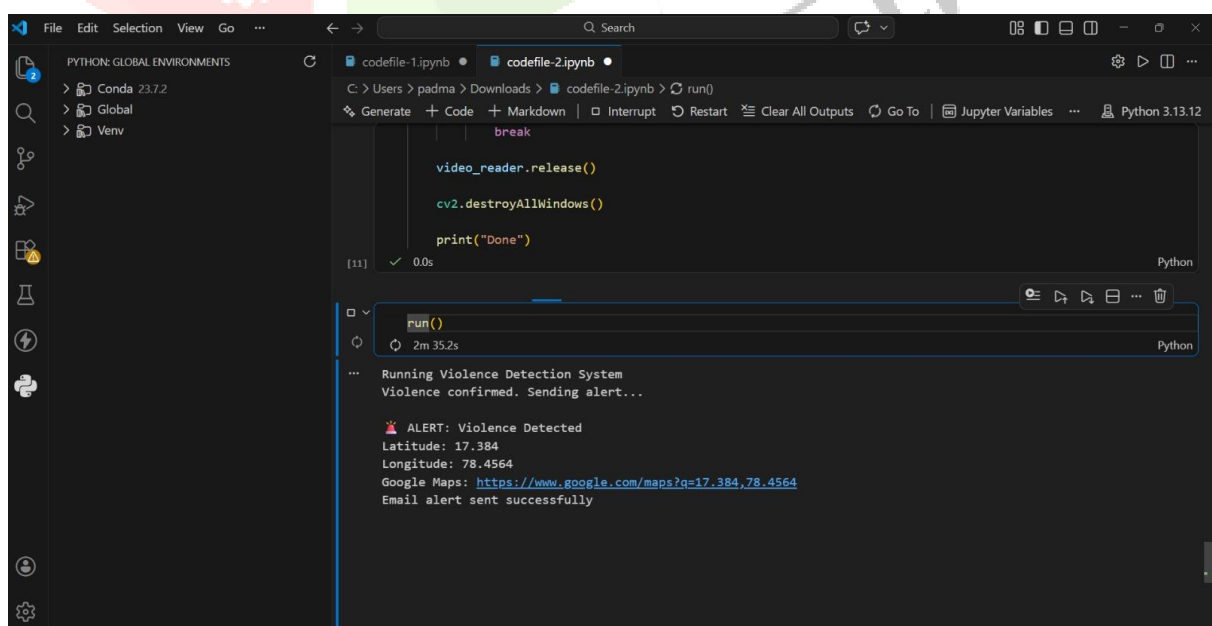 File Edit Selection View Go ...
Search
PYTHON: GLOBAL ENVIRONMENTS
Conda 23.7.2
Global
Venv
2
codefile-1.ipynb
codefile-2.ipynb
C: > Users > padma > Downloads > codefile-2.ipynb > run()
Generate + Code + Markdown | Interrupt Restart Clear All Outputs Go To | Jupyter Variables ... Python 3.13.12
break
video_reader.release()
cv2.destroyAllWindows()
print("Done")
[11] ✓ 0.0s Python
run()
2m 35.2s Python
... Running Violence Detection System
Violence confirmed. Sending alert...
🚨 ALERT: Violence Detected
Latitude: 17.384
Longitude: 78.4564
Google Maps: https://www.google.com/maps?q=17.384,78.4564
Email alert sent successfully